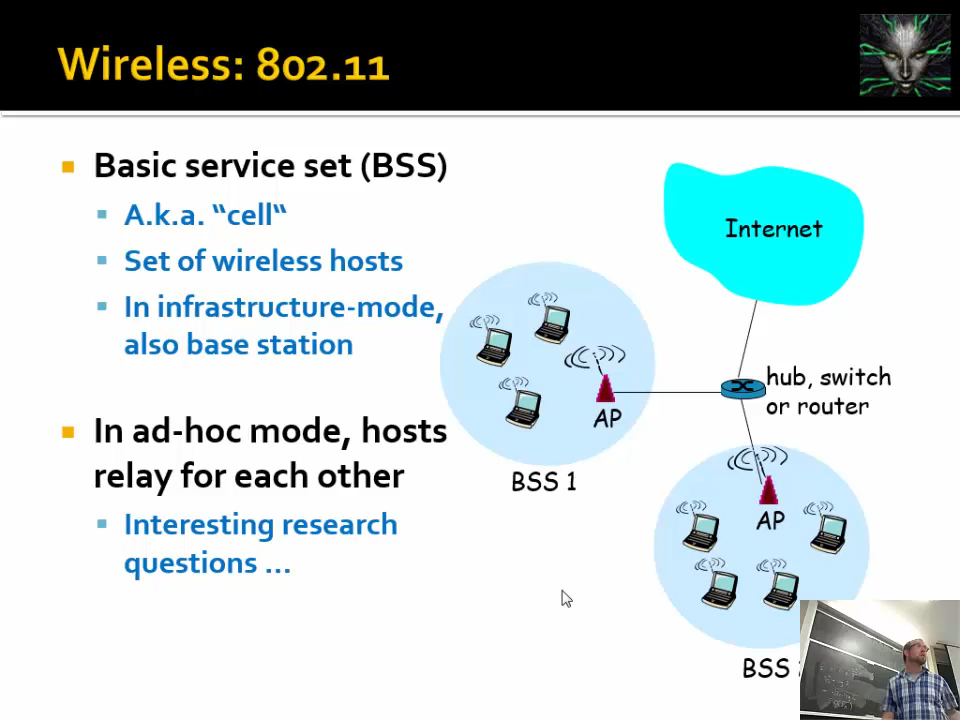 Wireless: 802.11
Basic service set (BSS)
A.k.a. “cell“
Set of wireless hosts
In infrastructure-mode,
also base station
In ad-hoc mode, hosts
relay for each other
Interesting research
questions …
Internet
hub, switch
or router
AP
BSS 1
AP
BSS